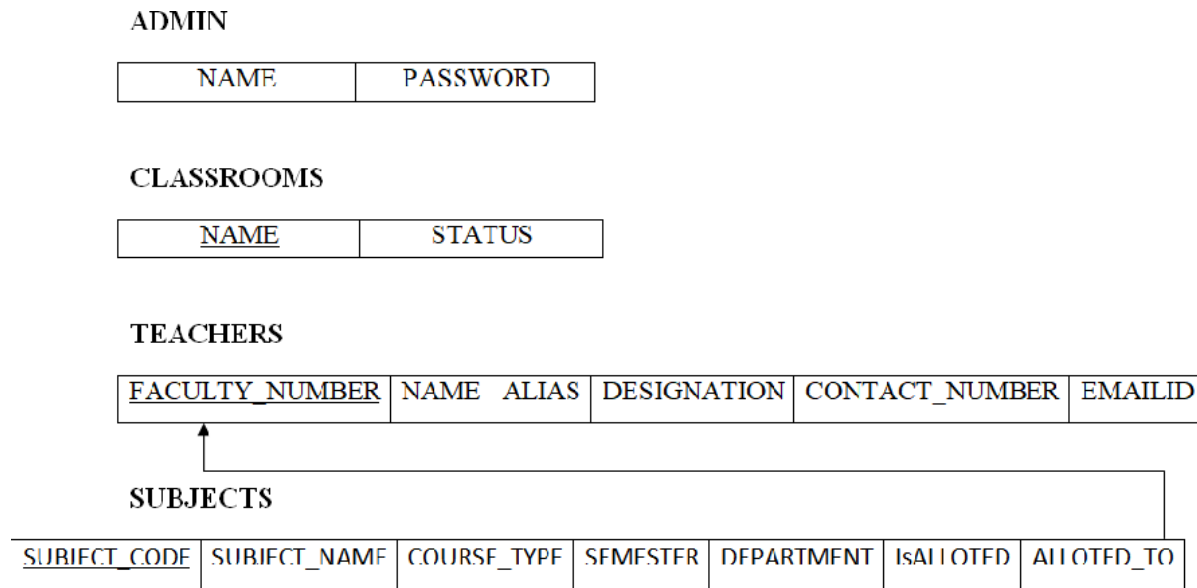 ADMIN
NAME PASSWORD
CLASSROOMS
NAME STATUS
TEACHERS
FACULTY_NUMBER NAME ALIAS DESIGNATION CONTACT_NUMBER EMAILID
SUBJECTS
SUBJECT_CODE SUBJECT_NAME COURSE_TYPE SEMESTER DEPARTMENT IsALLOTED ALLOTED_TO